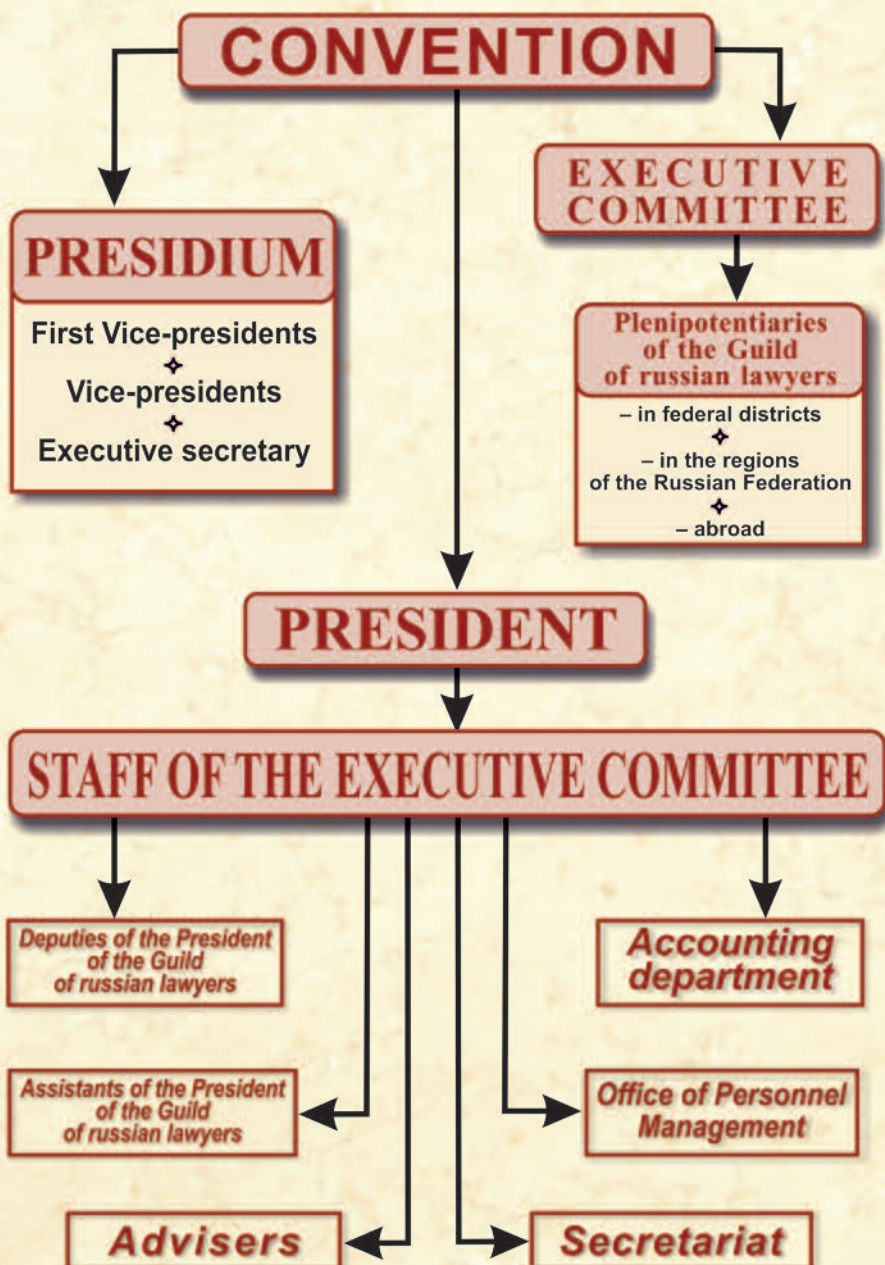 CONVENTION
PRESIDIUM
First Vice-presidents
Vice-presidents
Executive secretary
EXECUTIVE
COMMITTEE
Plenipotentiaries
of the Guild
of russian lawyers
– in federal districts
– in the regions
of the Russian Federation
– abroad
PRESIDENT
STAFF OF THE EXECUTIVE COMMITTEE
Deputies of the President
of the Guild
of russian lawyers
Accounting
department
Assistants of the President
of the Guild
of russian lawyers
Office of Personnel
Management
Advisers
Secretariat